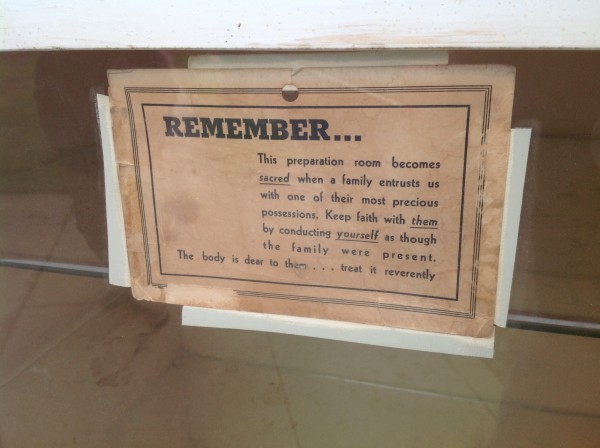 REMEMBER...
This preparation room becomes
sacred when a family entrusts us
with one of their most precious
possessions. Keep faith with them
by conducting yourself as though
the family were present.
The body is dear to them . . . treat it reverently